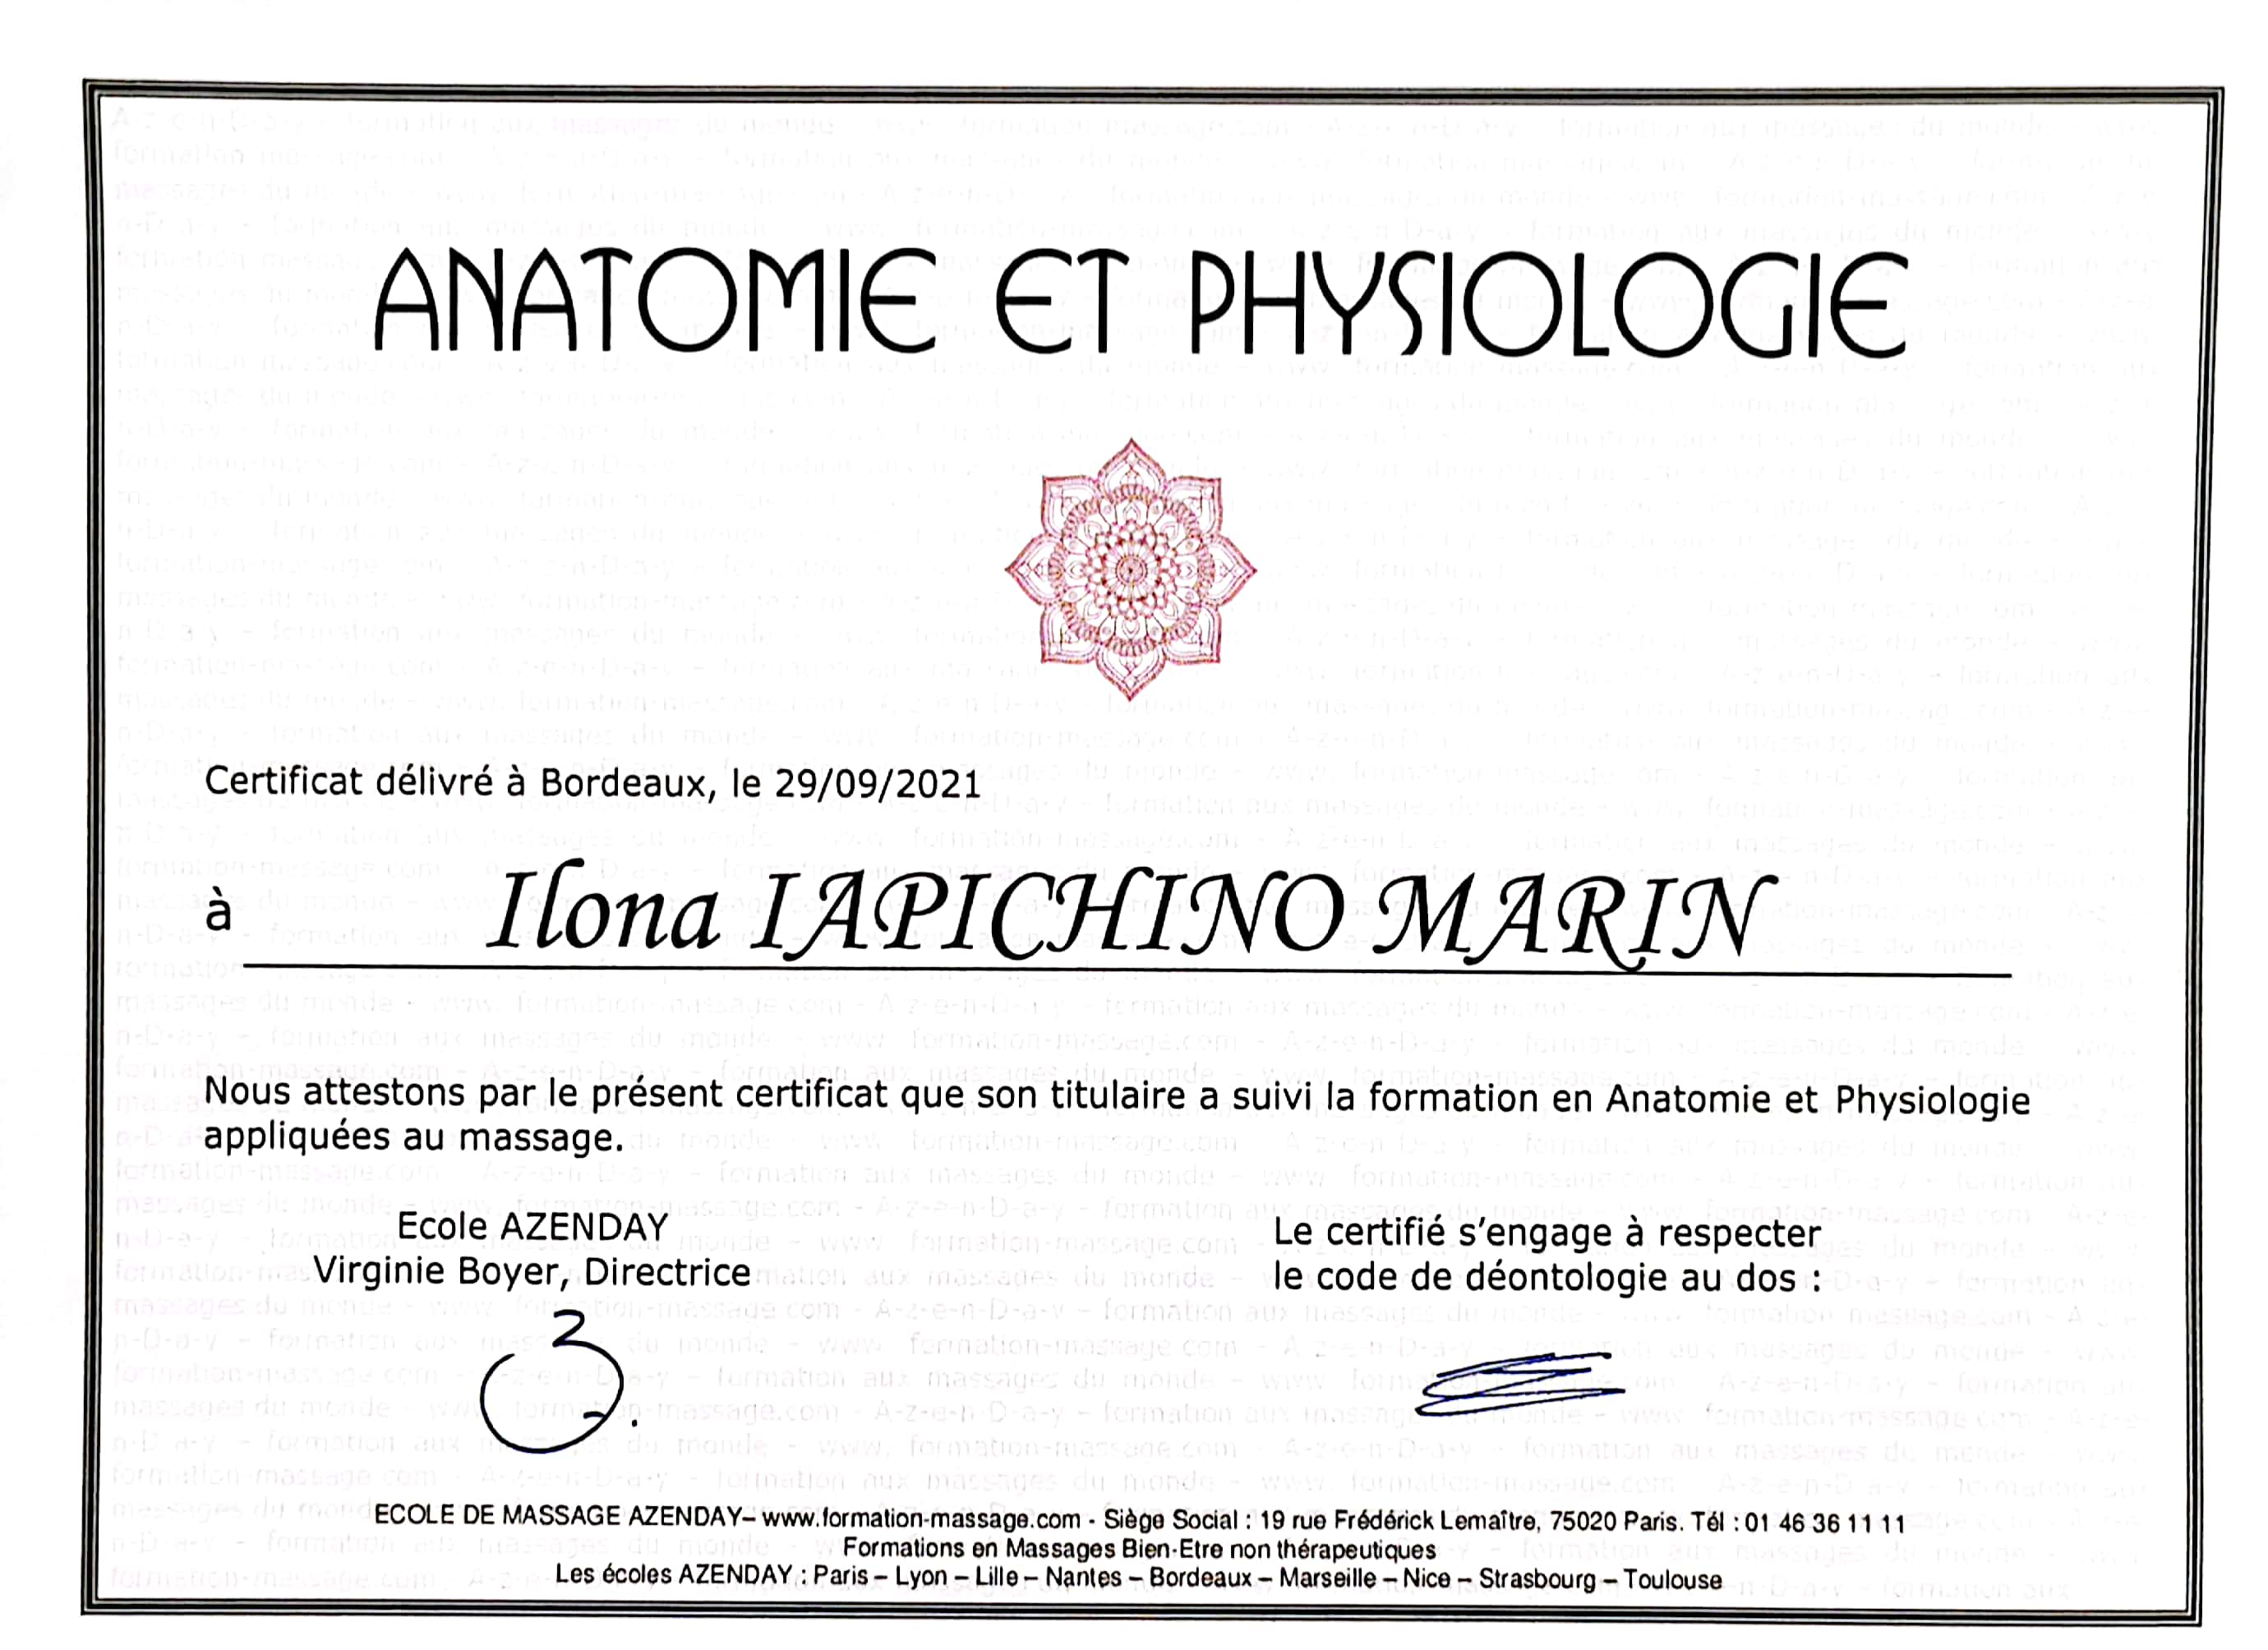 ANATOMIE ET PHYSIOLOGIE
Certificat délivré à Bordeaux, le 29/09/2021
à Ilona IAPICHINO MARIN
Nous attestons par le présent certificat que son titulaire a suivi la formation en Anatomie et Physiologie
appliquées au massage.
Ecole AZENDAY
Virginie Boyer, Directrice
Le certifié s’engage à respecter
le code de déontologie au dos :
ECOLE DE MASSAGE AZENDAY– www.formation-massage.com - Siège Social : 19 rue Frédérick Lemaître, 75020 Paris. Tél : 01 46 36 11 11
Formations en Massages Bien-Etre non thérapeutiques
Les écoles AZENDAY : Paris – Lyon – Lille – Nantes – Bordeaux – Marseille – Nice – Strasbourg – Toulouse